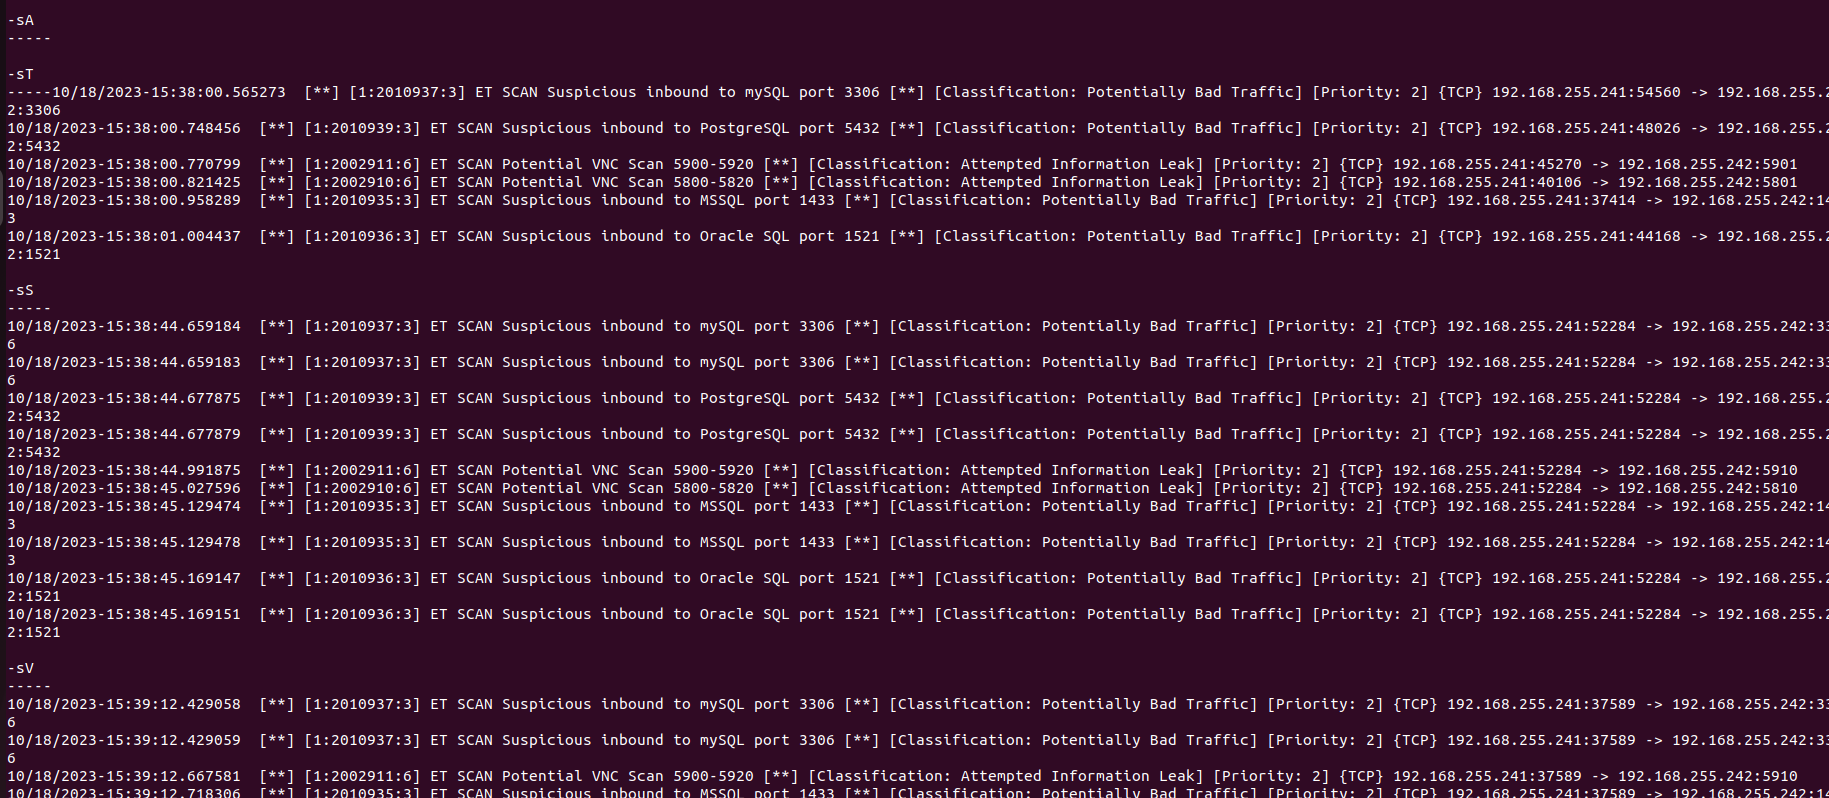 -sA
-----
-sT
-----10/18/2023-15:38:00.565273  [**] [1:2010937:3] ET SCAN Suspicious inbound to mySQL port 3306 [**] [Classification: Potentially Bad Traffic] [Priority: 2] {TCP} 192.168.255.241:54560 -> 192.168.255.2
2:3306
10/18/2023-15:38:00.748456  [**] [1:2010939:3] ET SCAN Suspicious inbound to PostgreSQL port 5432 [**] [Classification: Potentially Bad Traffic] [Priority: 2] {TCP} 192.168.255.241:48026 -> 192.168.255.2
2:5432
10/18/2023-15:38:00.770799  [**] [1:2002911:6] ET SCAN Potential VNC Scan 5900-5920 [**] [Classification: Attempted Information Leak] [Priority: 2] {TCP} 192.168.255.241:45270 -> 192.168.255.242:5901
10/18/2023-15:38:00.821425  [**] [1:2002910:6] ET SCAN Potential VNC Scan 5800-5820 [**] [Classification: Attempted Information Leak] [Priority: 2] {TCP} 192.168.255.241:40106 -> 192.168.255.242:5801
10/18/2023-15:38:00.958289  [**] [1:2010935:3] ET SCAN Suspicious inbound to MSSQL port 1433 [**] [Classification: Potentially Bad Traffic] [Priority: 2] {TCP} 192.168.255.241:37414 -> 192.168.255.242:14
3
10/18/2023-15:38:01.004437  [**] [1:2010936:3] ET SCAN Suspicious inbound to Oracle SQL port 1521 [**] [Classification: Potentially Bad Traffic] [Priority: 2] {TCP} 192.168.255.241:44168 -> 192.168.255.2
2:1521
-sS
-----
10/18/2023-15:38:44.659184  [**] [1:2010937:3] ET SCAN Suspicious inbound to mySQL port 3306 [**] [Classification: Potentially Bad Traffic] [Priority: 2] {TCP} 192.168.255.241:52284 -> 192.168.255.242:33
6
10/18/2023-15:38:44.659183  [**] [1:2010937:3] ET SCAN Suspicious inbound to mySQL port 3306 [**] [Classification: Potentially Bad Traffic] [Priority: 2] {TCP} 192.168.255.241:52284 -> 192.168.255.242:33
6
10/18/2023-15:38:44.677875  [**] [1:2010939:3] ET SCAN Suspicious inbound to PostgreSQL port 5432 [**] [Classification: Potentially Bad Traffic] [Priority: 2] {TCP} 192.168.255.241:52284 -> 192.168.255.2
2:5432
10/18/2023-15:38:44.677879  [**] [1:2010939:3] ET SCAN Suspicious inbound to PostgreSQL port 5432 [**] [Classification: Potentially Bad Traffic] [Priority: 2] {TCP} 192.168.255.241:52284 -> 192.168.255.2
2:5432
10/18/2023-15:38:44.991875  [**] [1:2002911:6] ET SCAN Potential VNC Scan 5900-5920 [**] [Classification: Attempted Information Leak] [Priority: 2] {TCP} 192.168.255.241:52284 -> 192.168.255.242:5910
10/18/2023-15:38:45.027596  [**] [1:2002910:6] ET SCAN Potential VNC Scan 5800-5820 [**] [Classification: Attempted Information Leak] [Priority: 2] {TCP} 192.168.255.241:52284 -> 192.168.255.242:5810
10/18/2023-15:38:45.129474  [**] [1:2010935:3] ET SCAN Suspicious inbound to MSSQL port 1433 [**] [Classification: Potentially Bad Traffic] [Priority: 2] {TCP} 192.168.255.241:52284 -> 192.168.255.242:14
3
10/18/2023-15:38:45.129478  [**] [1:2010935:3] ET SCAN Suspicious inbound to MSSQL port 1433 [**] [Classification: Potentially Bad Traffic] [Priority: 2] {TCP} 192.168.255.241:52284 -> 192.168.255.242:14
3
10/18/2023-15:38:45.169147  [**] [1:2010936:3] ET SCAN Suspicious inbound to Oracle SQL port 1521 [**] [Classification: Potentially Bad Traffic] [Priority: 2] {TCP} 192.168.255.241:52284 -> 192.168.255.2
2:1521
10/18/2023-15:38:45.169151  [**] [1:2010936:3] ET SCAN Suspicious inbound to Oracle SQL port 1521 [**] [Classification: Potentially Bad Traffic] [Priority: 2] {TCP} 192.168.255.241:52284 -> 192.168.255.2
2:1521
-sV
-----
10/18/2023-15:39:12.429058  [**] [1:2010937:3] ET SCAN Suspicious inbound to mySQL port 3306 [**] [Classification: Potentially Bad Traffic] [Priority: 2] {TCP} 192.168.255.241:37589 -> 192.168.255.242:33
6
10/18/2023-15:39:12.429059  [**] [1:2010937:3] ET SCAN Suspicious inbound to mySQL port 3306 [**] [Classification: Potentially Bad Traffic] [Priority: 2] {TCP} 192.168.255.241:37589 -> 192.168.255.242:33
6
10/18/2023-15:39:12.667581  [**] [1:2002911:6] ET SCAN Potential VNC Scan 5900-5920 [**] [Classification: Attempted Information Leak] [Priority: 2] {TCP} 192.168.255.241:37589 -> 192.168.255.242:5910
10/18/2023-15:39:12.718306  [**] [1:2010935:3] ET SCAN Suspicious inbound to MSSQL port 1433 [**] [Classification: Potentially Bad Traffic] [Priority: 2] {TCP} 192.168.255.241:37589 -> 192.168.255.242:14